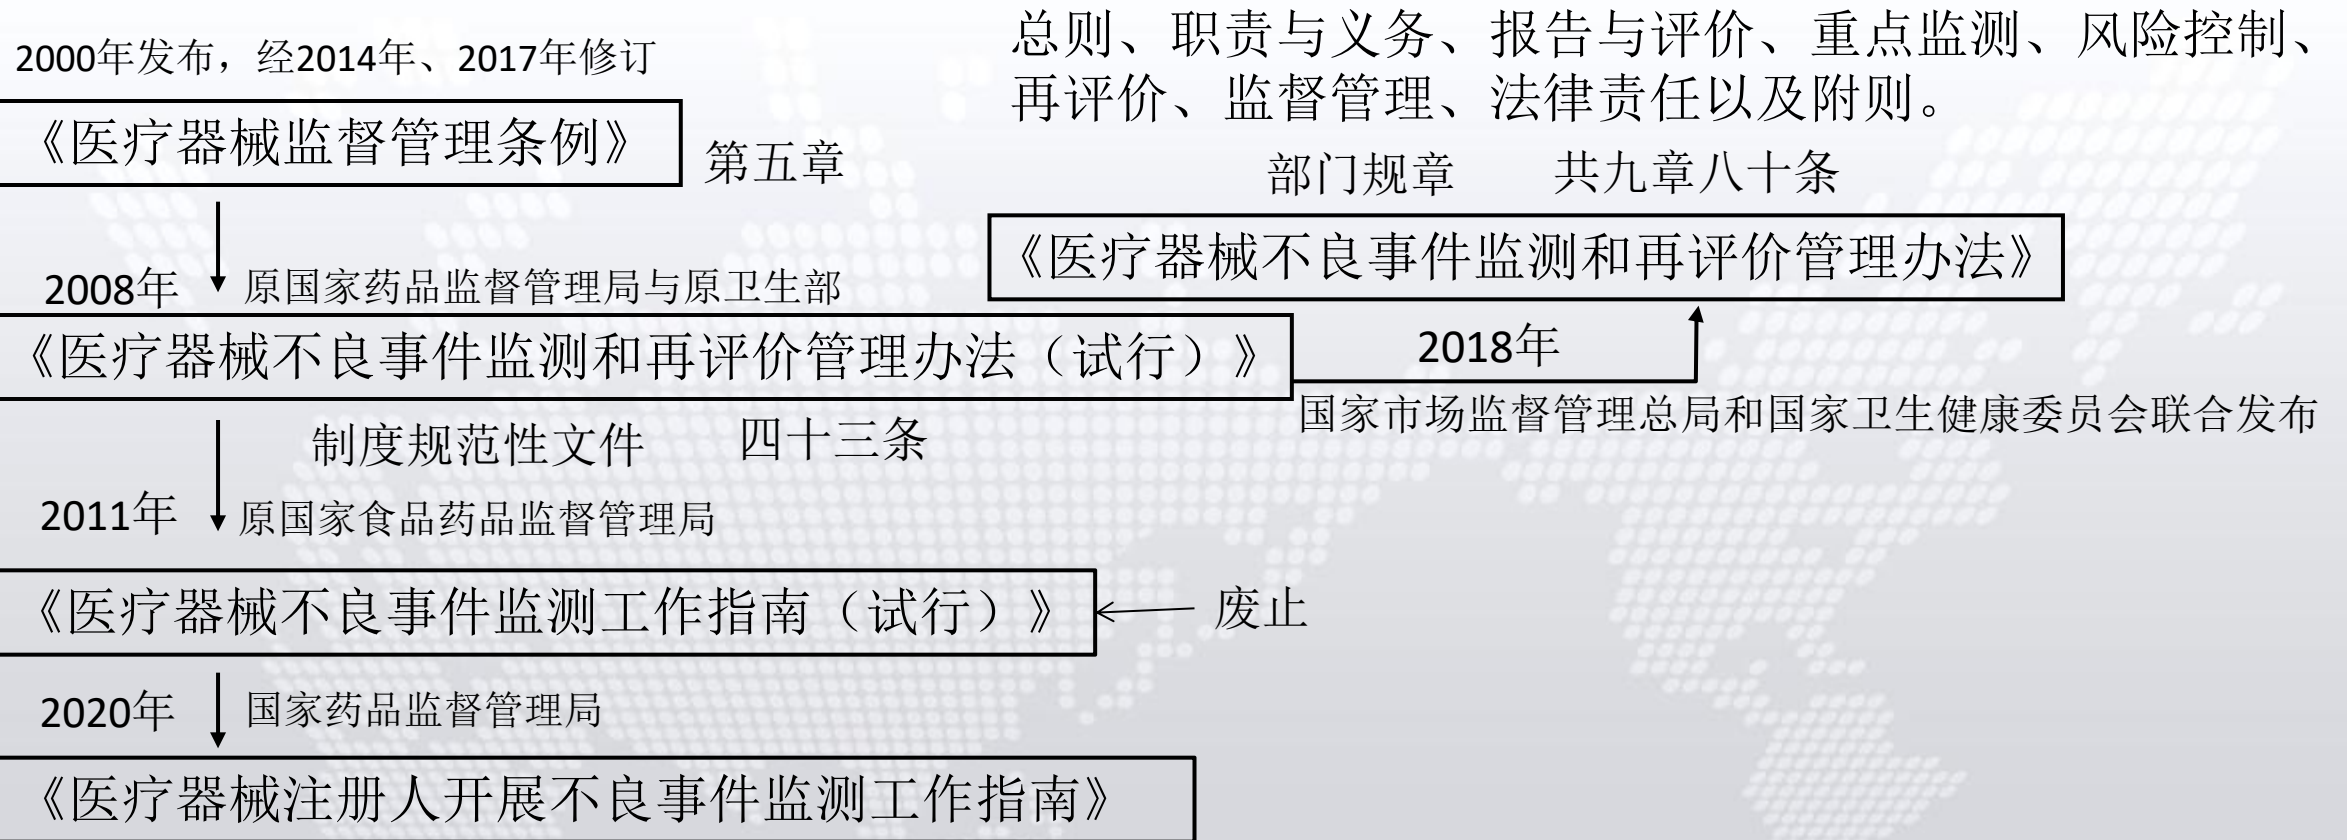 2000年发布，经2014年、2017年修订
《医疗器械监督管理条例》
第五章
总则、职责与义务、报告与评价、重点监测、风险控制、
再评价、监督管理、法律责任以及附则。
部门规章
共九章八十条
《医疗器械不良事件监测和再评价管理办法》
2008年
原国家药品监督管理局与原卫生部
《医疗器械不良事件监测和再评价管理办法（试行）》
2018年
国家市场监督管理总局和国家卫生健康委员会联合发布
制度规范性文件
四十三条
2011年
原国家食品药品监督管理局
《医疗器械不良事件监测工作指南（试行）》
废止
2020年
国家药品监督管理局
《医疗器械注册人开展不良事件监测工作指南》